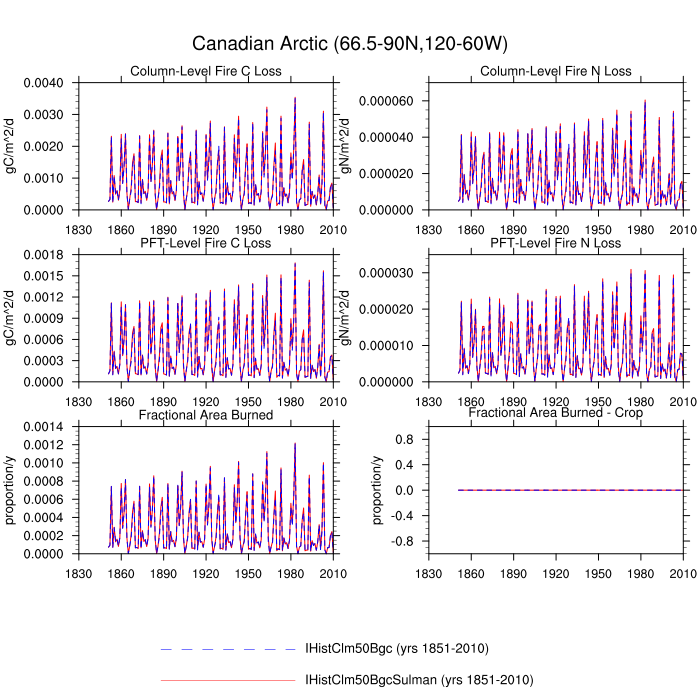 Canadian Arctic (66.5-90N,120-60W)
Column-Level Fire C Loss
gC/m^2/d
0.0040
0.0030
0.0020
0.0010
0.0000
1830 1860 1890 1920 1950 1980 2010
Column-Level Fire N Loss
gN/m^2/d
0.000060
0.000040
0.000020
0.000000
1830 1860 1890 1920 1950 1980 2010
PFT-Level Fire C Loss
gC/m^2/d
0.0018
0.0015
0.0012
0.0009
0.0006
0.0003
0.0000
1830 1860 1890 1920 1950 1980 2010
PFT-Level Fire N Loss
gN/m^2/d
0.000030
0.000020
0.000010
0.000000
1830 1860 1890 1920 1950 1980 2010
Fractional Area Burned
proportion/y
0.0014
0.0012
0.0010
0.0008
0.0006
0.0004
0.0002
0.0000
1830 1860 1890 1920 1950 1980 2010
Fractional Area Burned - Crop
proportion/y
0.8
0.4
0.0
-0.4
-0.8
1830 1860 1890 1920 1950 1980 2010
IHistClm50Bgc (yrs 1851-2010)
IHistClm50BgcSulman (yrs 1851-2010)